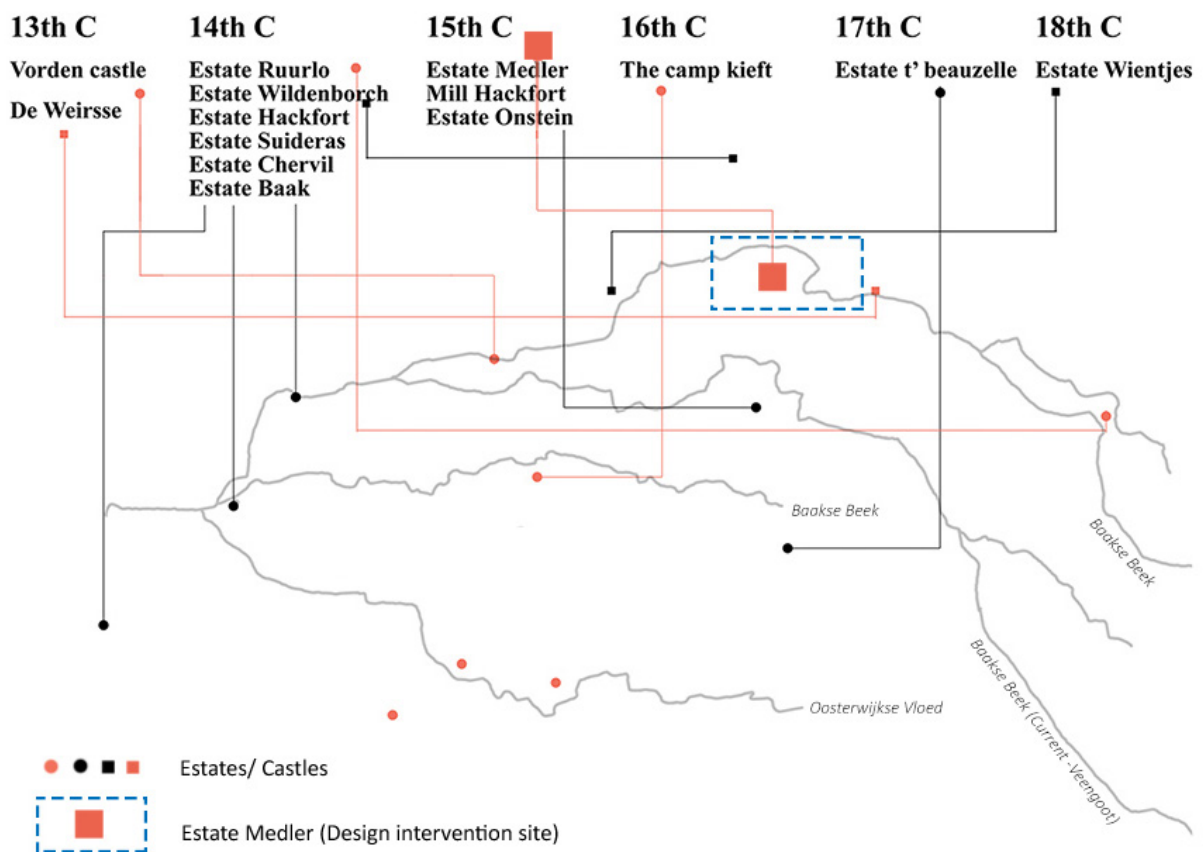 13th C
Vorden castle
De Weirsse
14th C
Estate Ruurlo
Estate Wildenborch
Estate Hackfort
Estate Suideras
Estate Chervil
Estate Baak
15th C
Estate Medler
Mill Hackfort
Estate Onstein
16th C
The camp kieft
17th C
Estate t' beauzelle
18th C
Estate Wientjes
Baakse Beek
Baakse Beek
Baakse Beek (Current -Veengoot)
Oosterwijkse Vloed
Estates/ Castles
Estate Medler (Design intervention site)